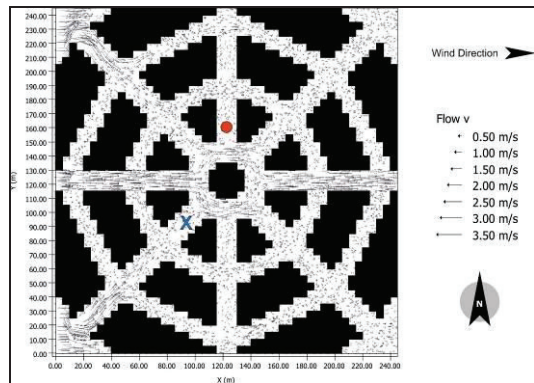 240.00
230.00
220.00
210.00
200.00
190.00
180.00
170.00
160.00
150.00
140.00
130.00
120.00
110.00
100.00
90.00
80.00
70.00
60.00
50.00
40.00
30.00
20.00
10.00
0.00
Y (m)
X
0.00 20.00 40.00 60.00 80.00 100.00 120.00 140.00 160.00 180.00 200.00 220.00 240.00
X (m)
Wind Direction
Flow v
0.50 m/s
1.00 m/s
1.50 m/s
2.00 m/s
2.50 m/s
3.00 m/s
3.50 m/s
N